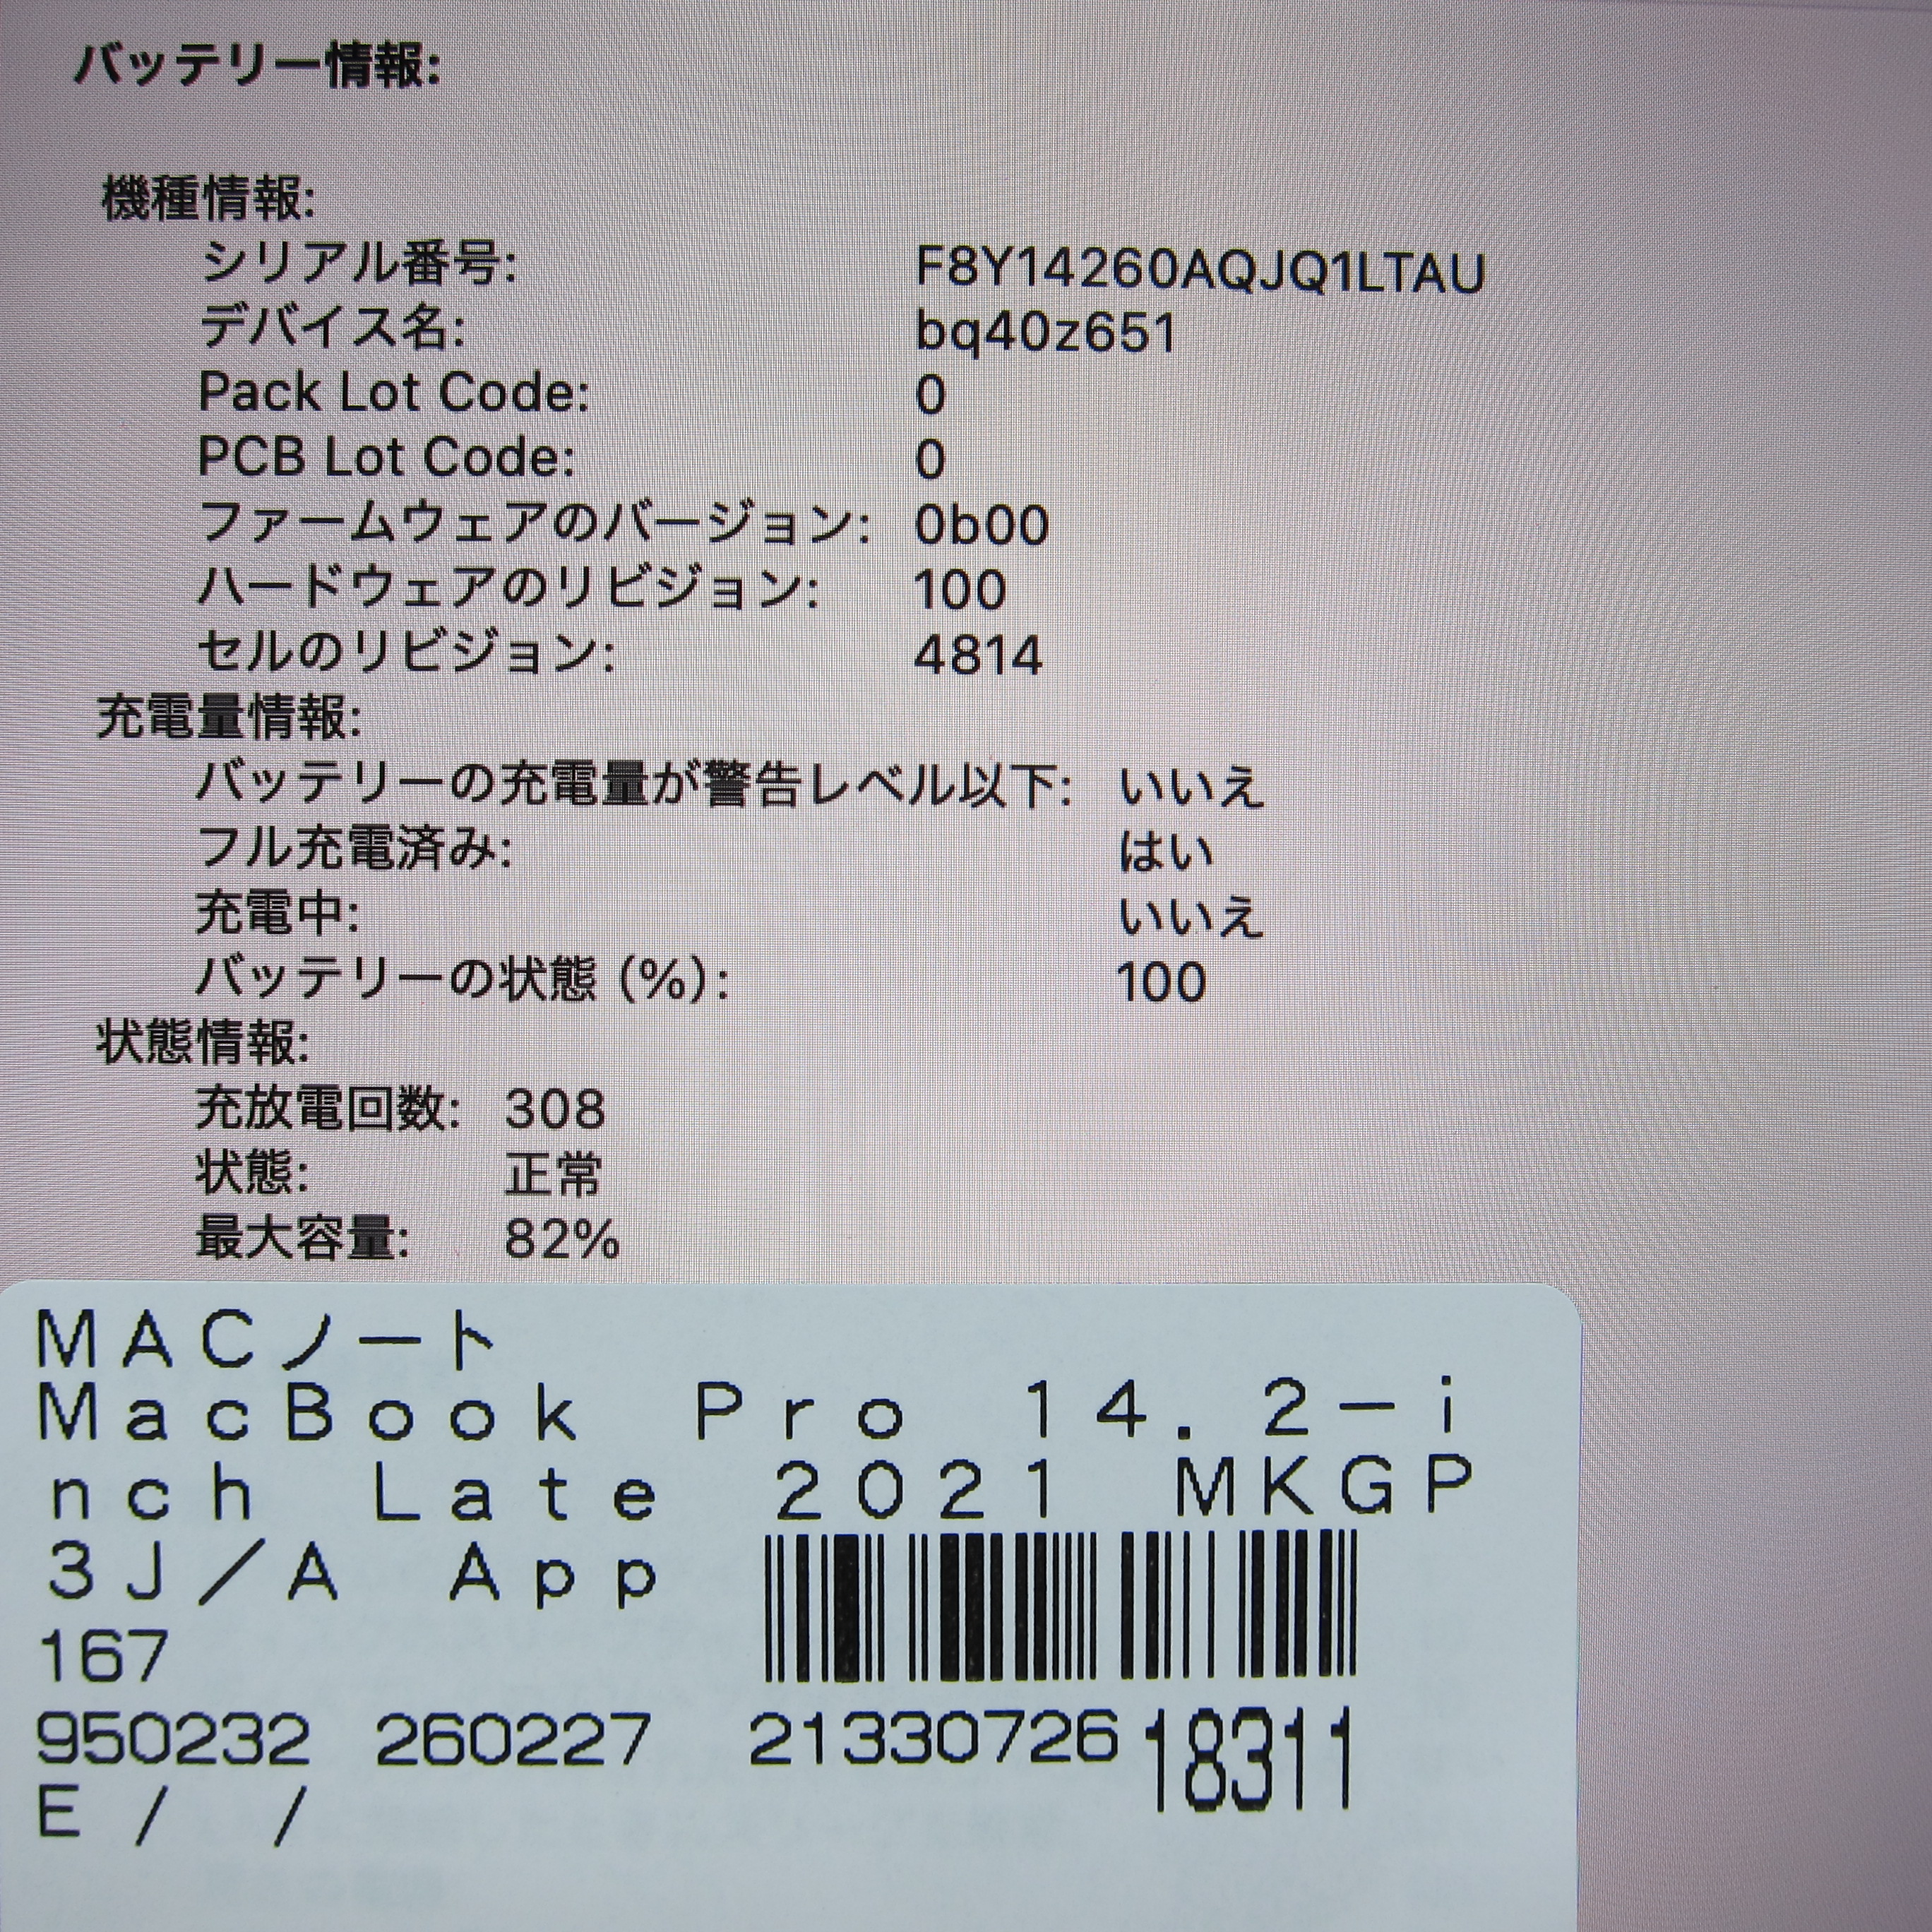 バッテリー情報:
機種情報:
シリアル番号: F8Y14260AQJQ1LTAU
デバイス名: bq40z651
Pack Lot Code: 0
PCB Lot Code: 0
ファームウェアのバージョン: 0b00
ハードウェアのリビジョン: 100
セルのリビジョン: 4814
充電量情報:
バッテリーの充電量が警告レベル以下: いいえ
フル充電済み: はい
充電中: いいえ
バッテリーの状態 (%): 100
状態情報:
充放電回数: 308
状態: 正常
最大容量: 82%
MACノート
MacBook Pro 14.2-i
nch Late 2021 MKGP
3J/A App
167
950232 260227 21330726 18311
E / /